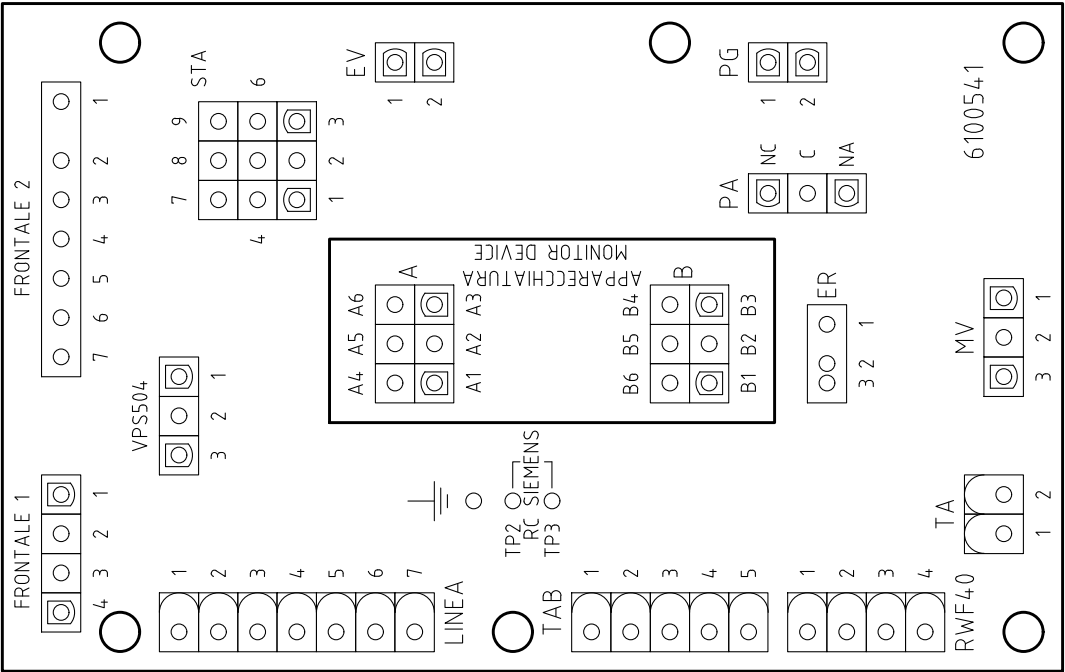 FRONTALE 2
1
2
3
4
5
6
7
STA
9
8
7
6
4
3
2
1
EV
1
2
PG
1
2
6100541
PA
NC
C
NA
APPARECCHIATURA
MONITOR DEVICE
A
A4 A5 A6
A1 A2 A3
B
B6 B5 B4
B1 B2 B3
ER
3 2 1
MV
3 2 1
VPS504
3 2 1
FRONTALE 1
4 3 2 1
TP2
RC SIEMENS
TP3
LINEA
1
2
3
4
5
6
7
TAB
1
2
3
4
5
RWF40
1
2
3
4
TA
1 2